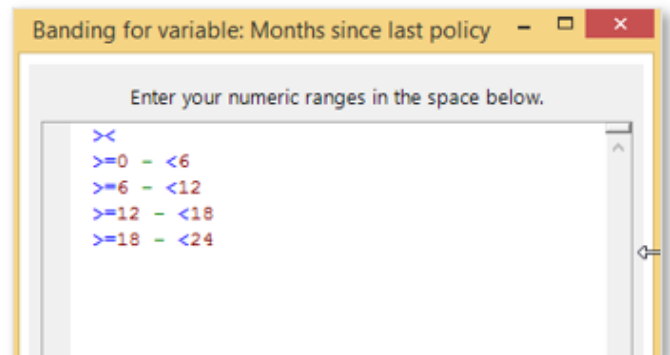 Banding for variable: Months since last policy
Enter your numeric ranges in the space below.
><
>=0 - <6
>=6 - <12
>=12 - <18
>=18 - <24